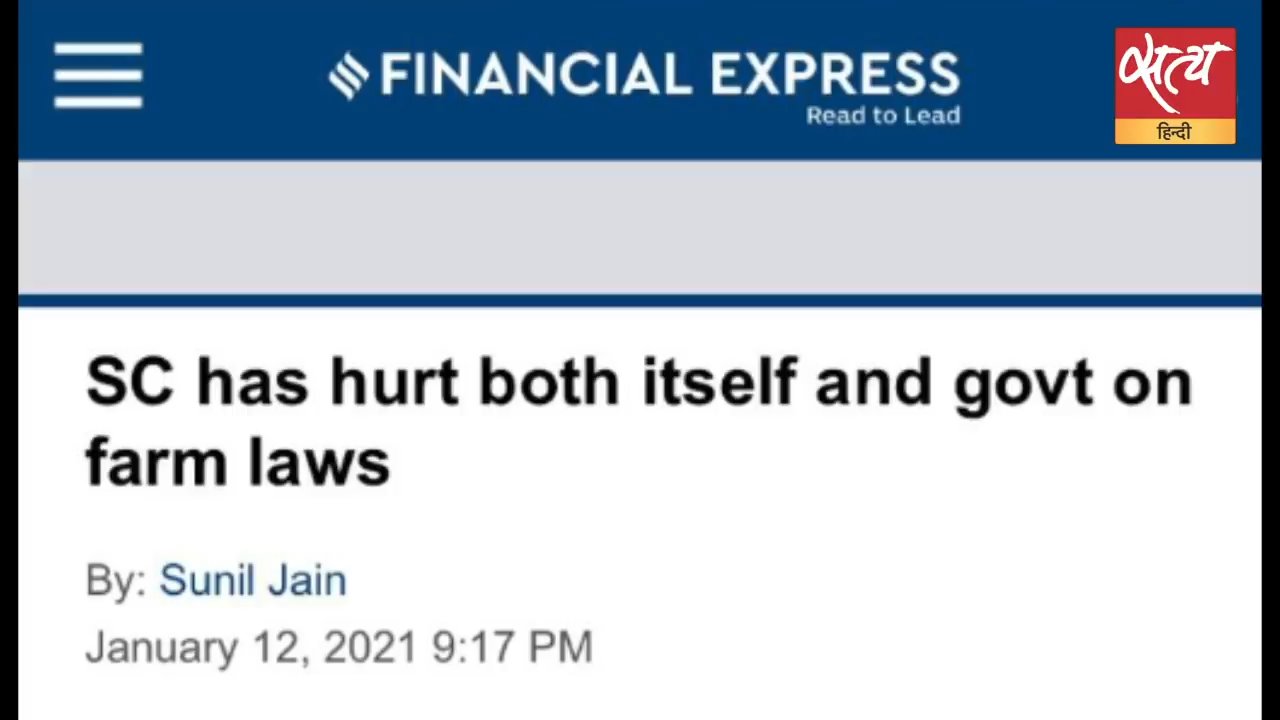 FINANCIAL EXPRESS
Read to Lead
सत्य
हिन्दी
SC has hurt both itself and govt on
farm laws
By: Sunil Jain
January 12, 2021 9:17 PM